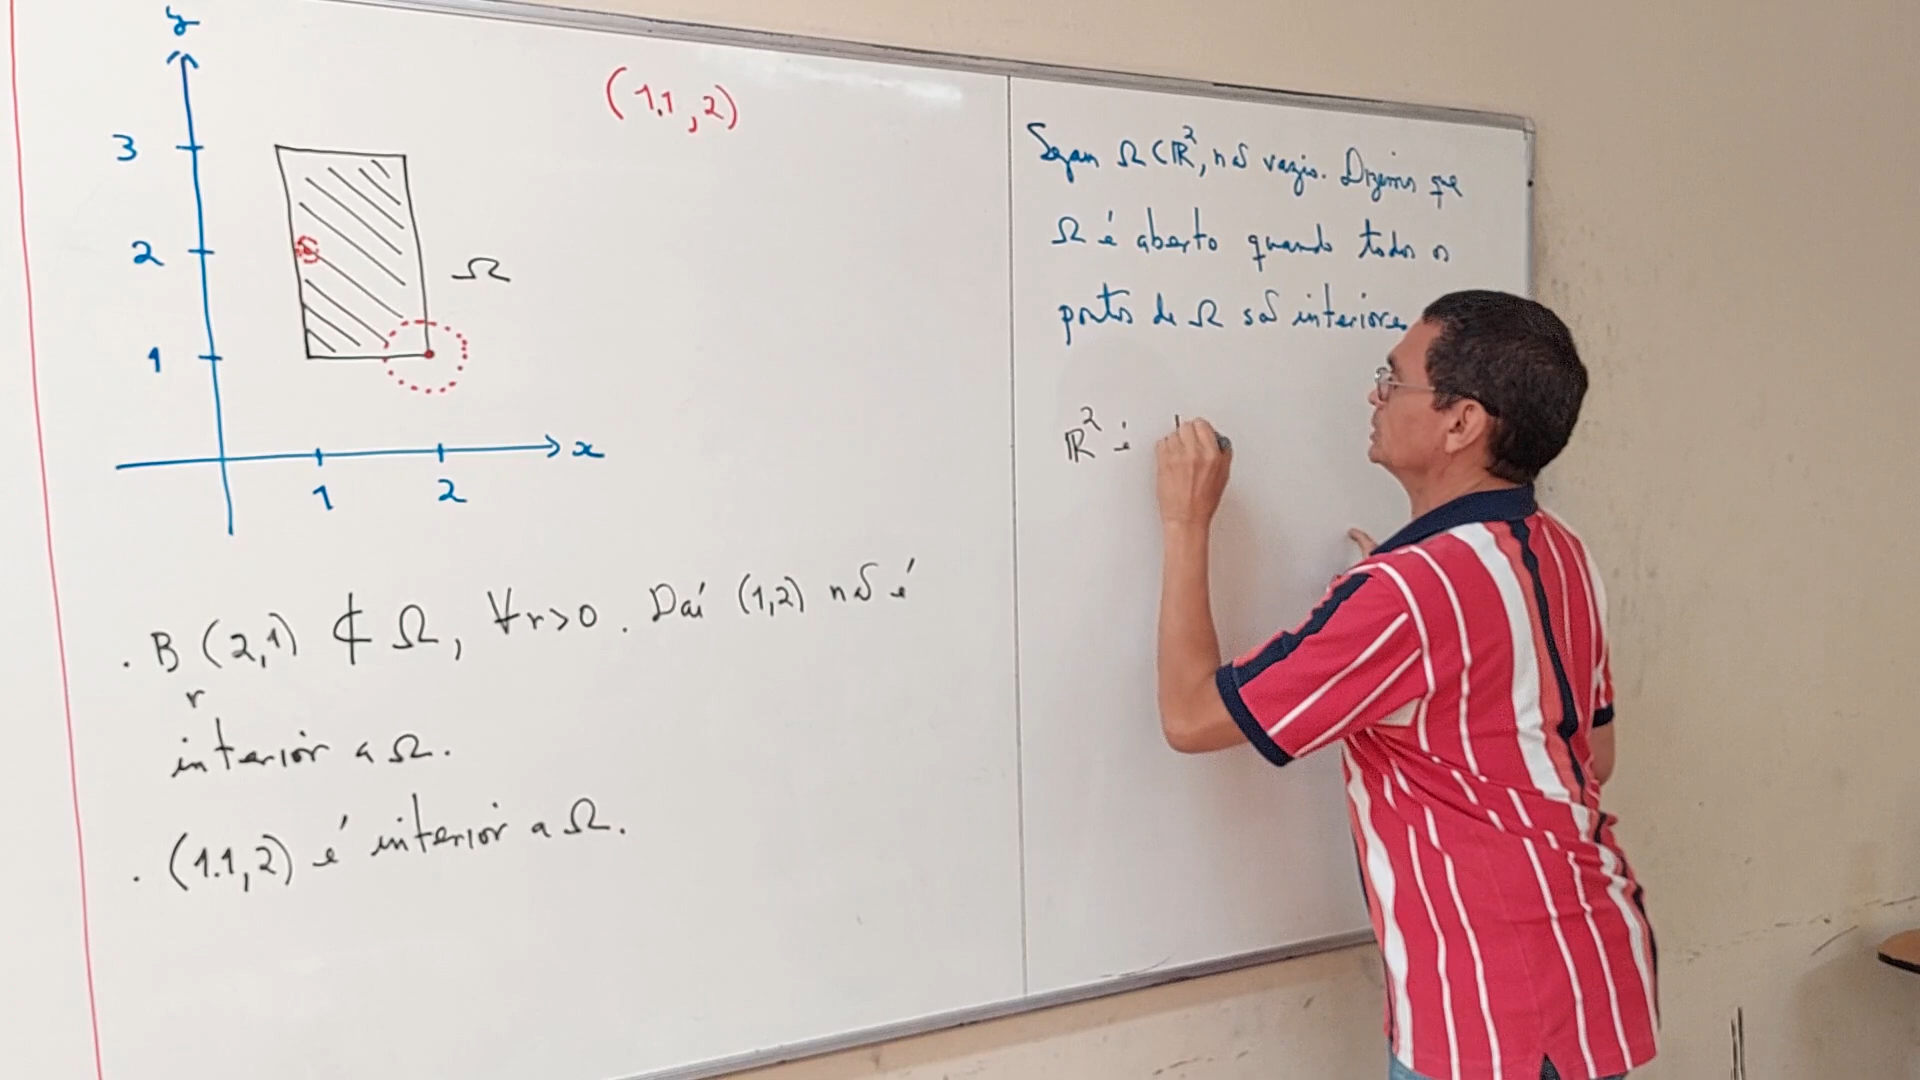 y
(1.1, 2)
3
2
Ω
1
x
1
2
. B (2,1) ⊄ Ω, ∀r>0. Daí (1,2) não é
r
interior a Ω.
. (1.1, 2) é interior a Ω.
Sejam Ω ⊂ ℝ², não vazio. Dizemos que
Ω é aberto quando todos os
pontos de Ω são interiores
ℝ² é